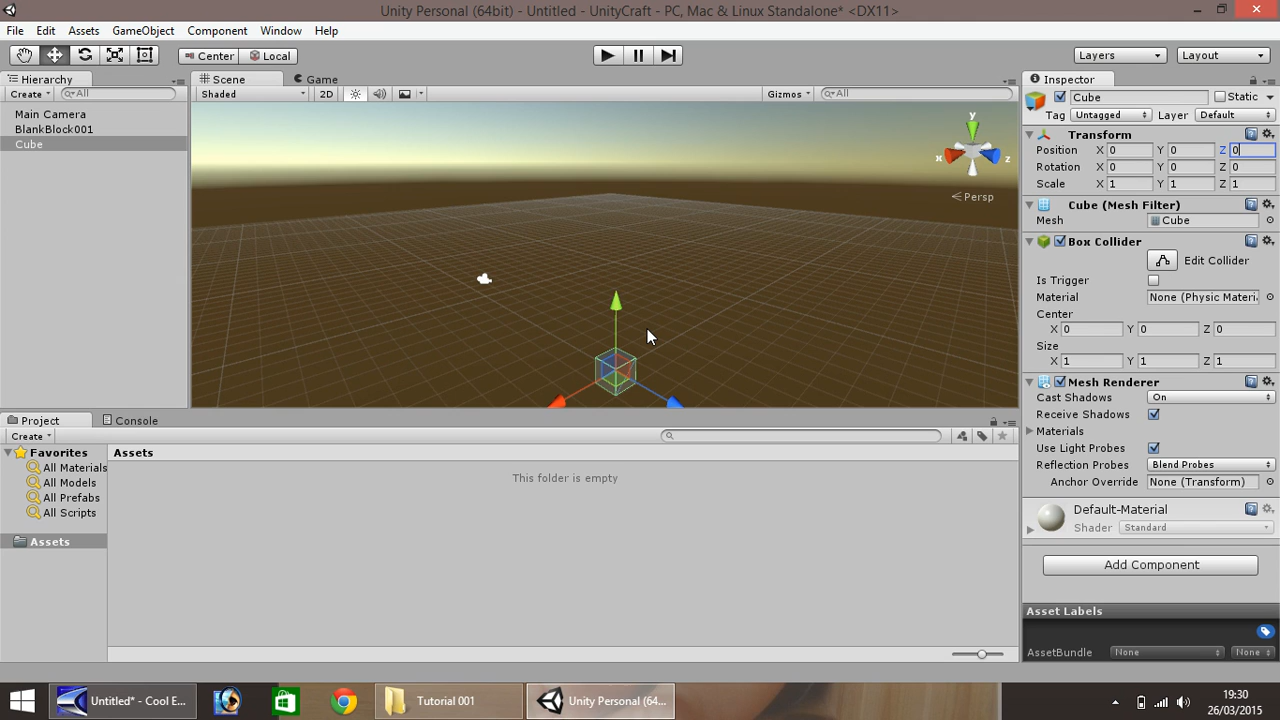 Unity Personal (64bit) - Untitled - UnityCraft - PC, Mac & Linux Standalone* <DX11>
File Edit Assets GameObject Component Window Help
Center Local Layers Layout
Hierarchy Scene Game Inspector
Create All Shaded 2D Gizmos All
Main Camera
BlankBlock001
Cube
y
x
z
Persp
Cube Static
Tag Untagged Layer Default
Transform
Position X 0 Y 0 Z 0
Rotation X 0 Y 0 Z 0
Scale X 1 Y 1 Z 1
Cube (Mesh Filter)
Mesh Cube
Box Collider
Edit Collider
Is Trigger
Material None (Physic Materi
Center
X 0 Y 0 Z 0
Size
X 1 Y 1 Z 1
Mesh Renderer
Cast Shadows On
Receive Shadows
Materials
Use Light Probes
Reflection Probes Blend Probes
Anchor Override None (Transform)
Default-Material
Shader Standard
Add Component
Asset Labels
AssetBundle None None
Project Console
Create
Favorites
All Materials
All Models
All Prefabs
All Scripts
Assets
Assets
This folder is empty
Untitled* - Cool E...
Tutorial 001
Unity Personal (64...
19:30
26/03/2015